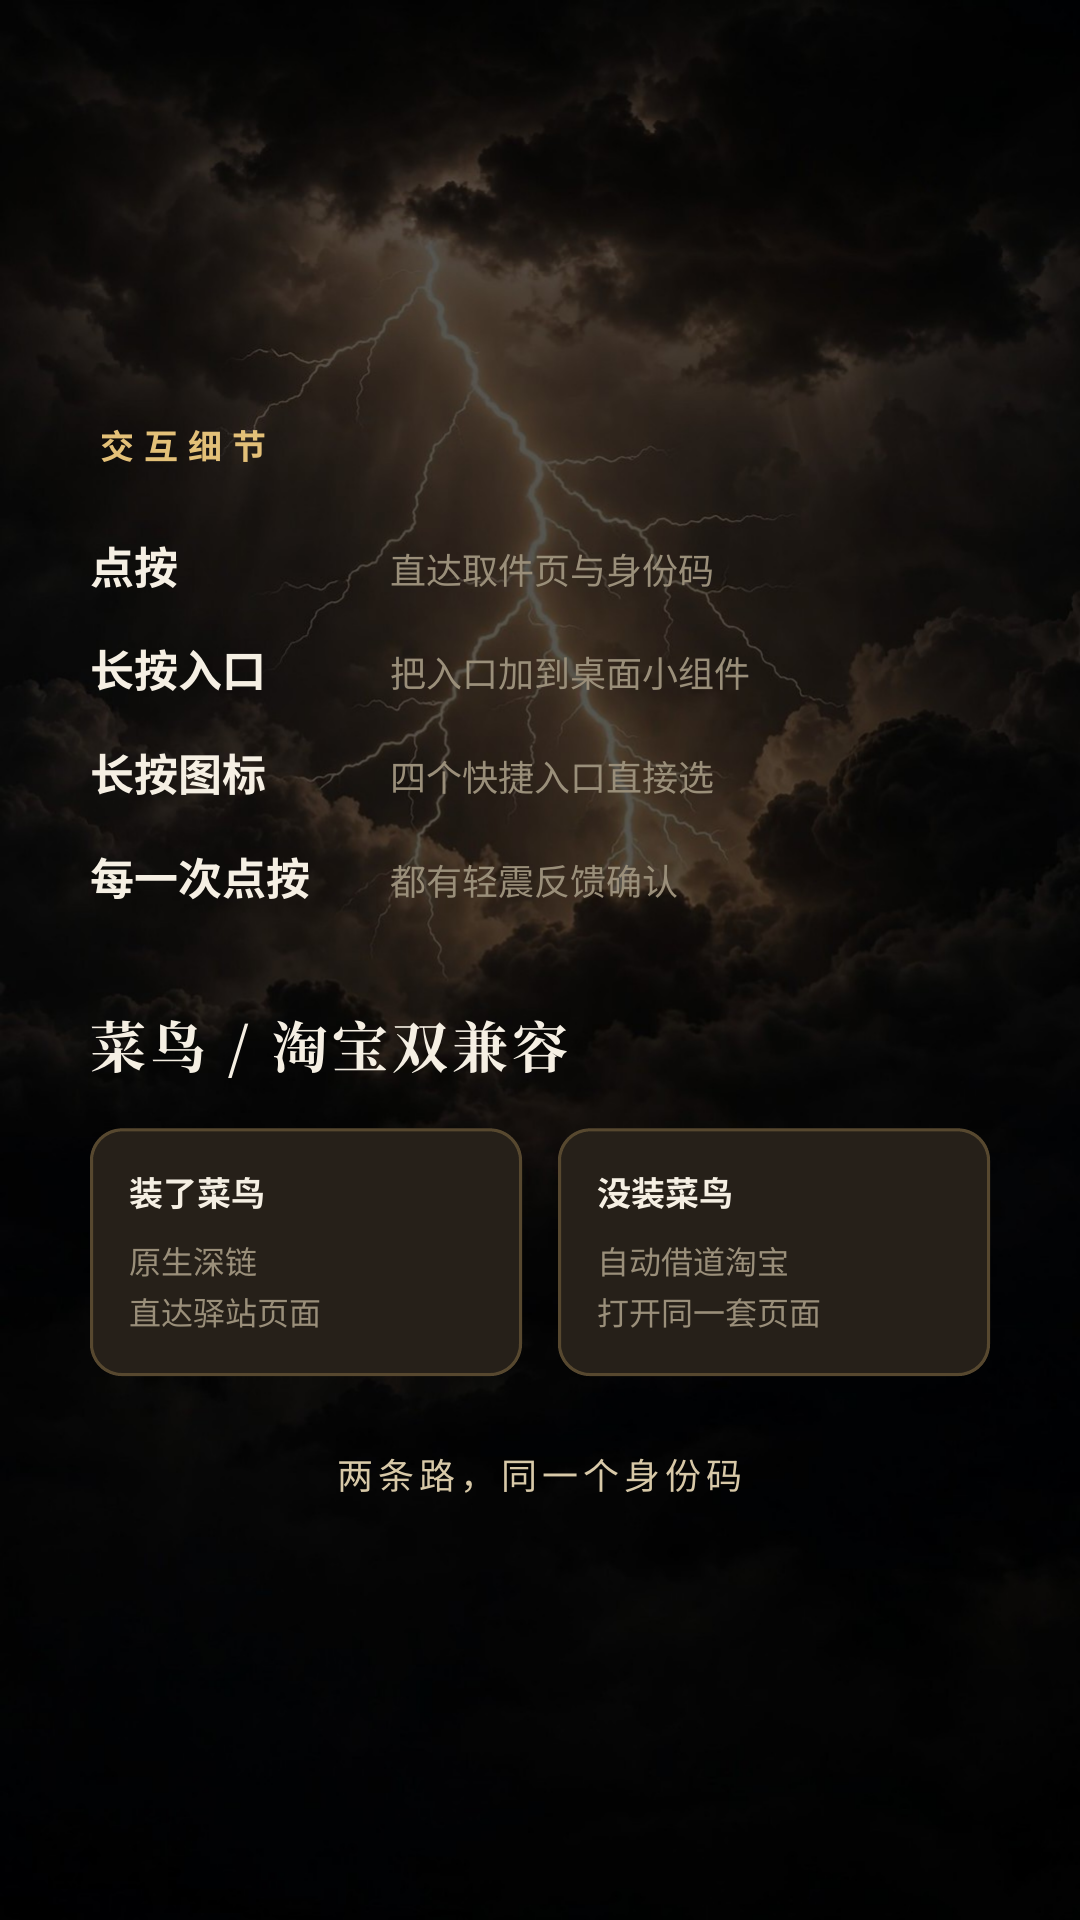 交互细节
点按 直达取件页与身份码
长按入口 把入口加到桌面小组件
长按图标 四个快捷入口直接选
每一次点按 都有轻震反馈确认
菜鸟 / 淘宝双兼容
装了菜鸟
原生深链
直达驿站页面
没装菜鸟
自动借道淘宝
打开同一套页面
两条路，同一个身份码